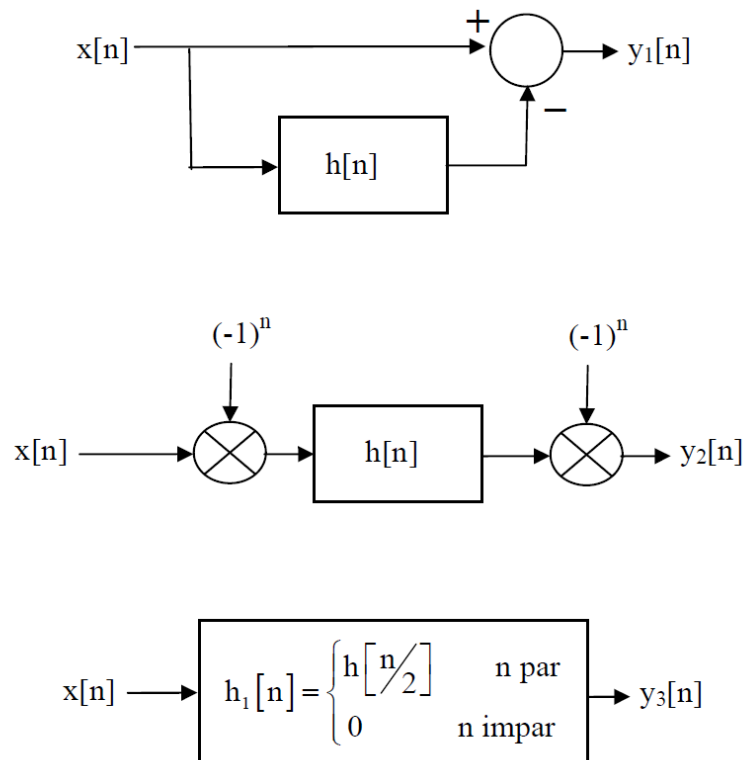 +
x[n] y₁[n]
−
h[n]
(-1)ⁿ (-1)ⁿ
x[n] h[n] y₂[n]
x[n] h₁[n] = { h[n/2] n par y₃[n]
0 n impar